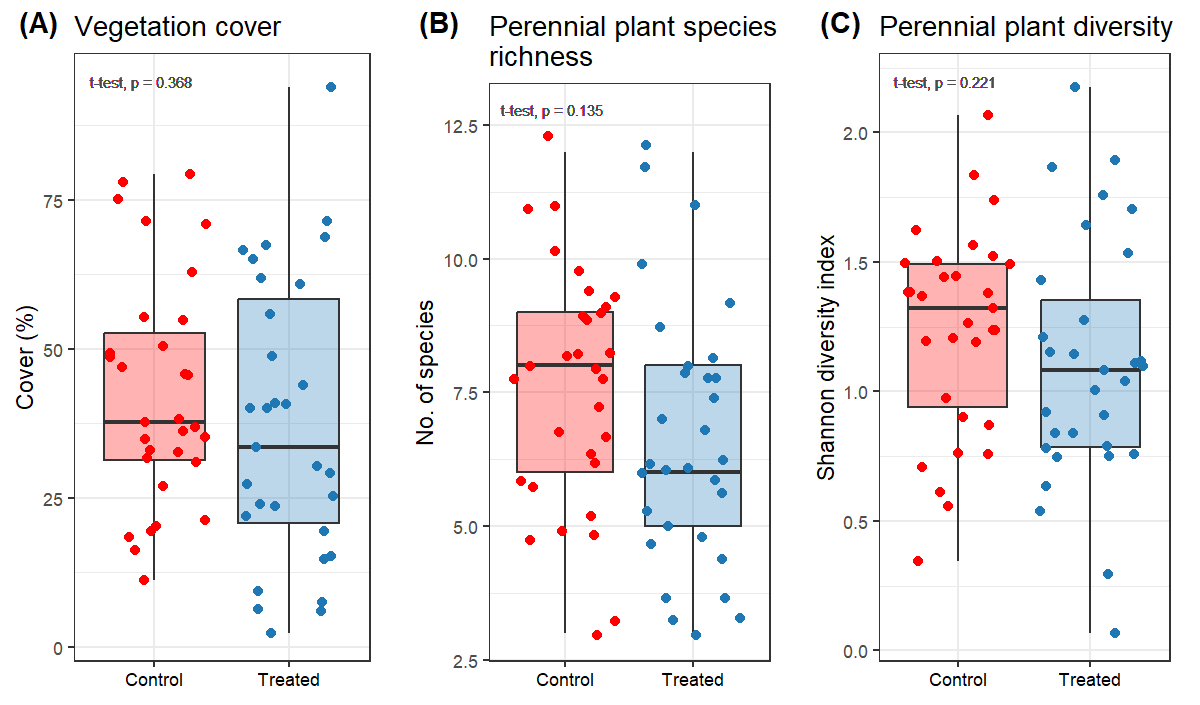 (A) Vegetation cover
t-test, p = 0.368
Cover (%)
75
50
25
0
Control Treated
(B) Perennial plant species
richness
t-test, p = 0.135
No. of species
12.5
10.0
7.5
5.0
2.5
Control Treated
(C) Perennial plant diversity
t-test, p = 0.221
Shannon diversity index
2.0
1.5
1.0
0.5
0.0
Control Treated